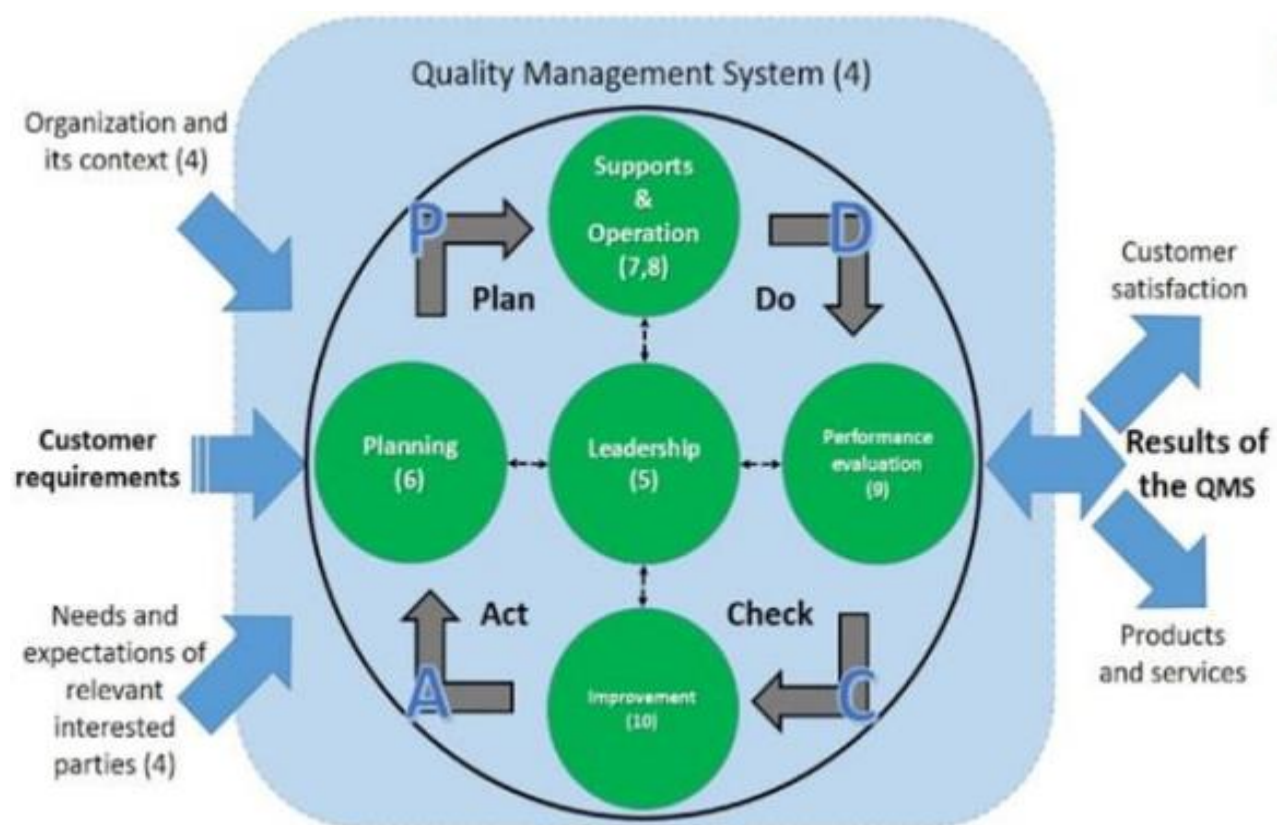 Quality Management System (4)
Organization and
its context (4)
Supports
&
Operation
(7,8)
P
D
Plan
Do
Customer
satisfaction
Customer
requirements
Planning
(6)
Leadership
(5)
Performance
evaluation
(9)
Results of
the QMS
Needs and
expectations of
relevant
interested
parties (4)
Act
Check
A
C
Improvement
(10)
Products
and services